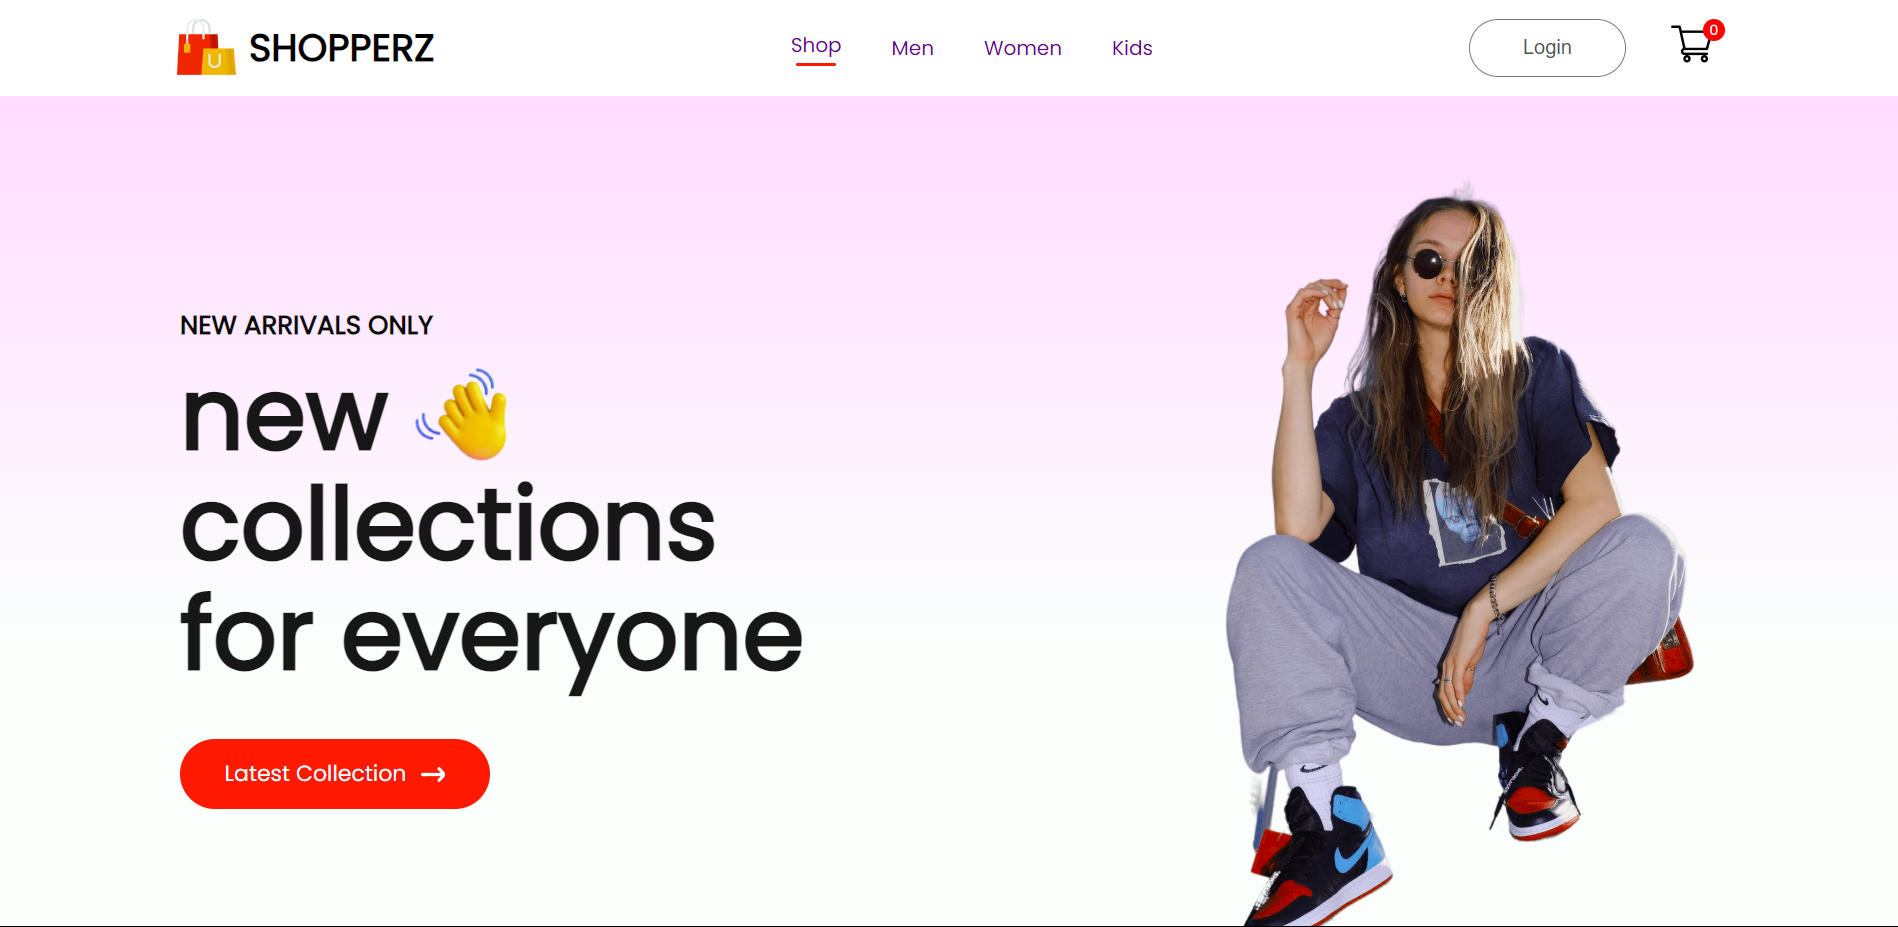 SHOPPERZ
Shop Men Women Kids
Login
0
NEW ARRIVALS ONLY
new 👋
collections
for everyone
Latest Collection →